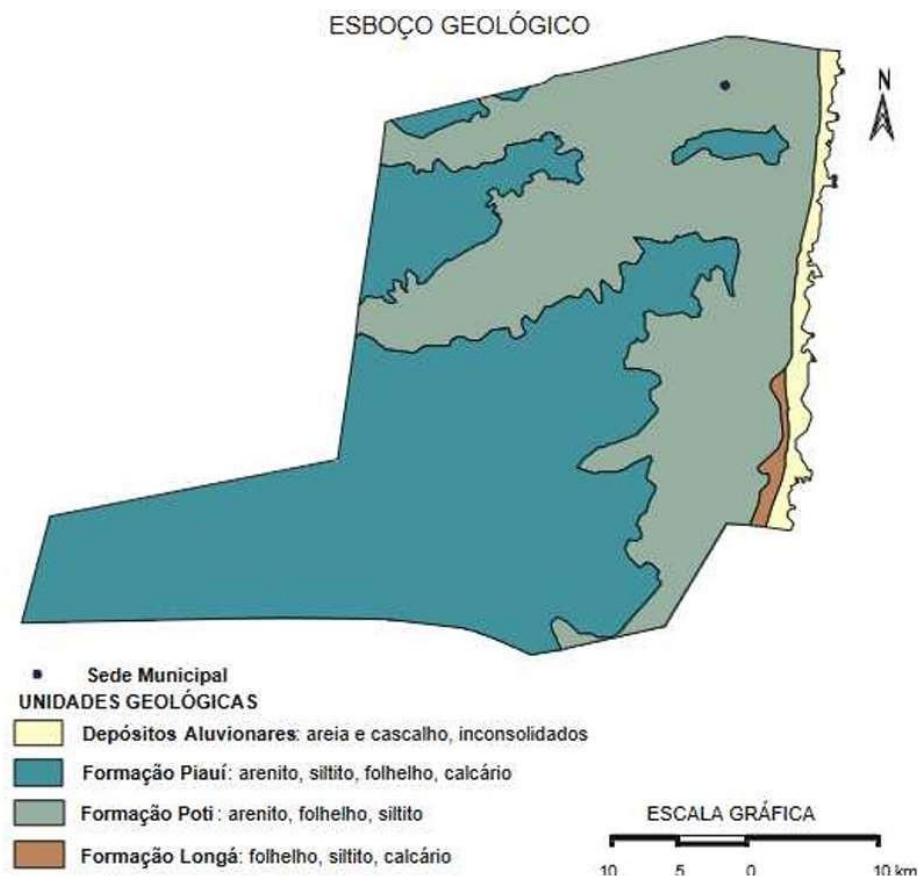 ESBOÇO GEOLÓGICO
N
Sede Municipal
UNIDADES GEOLÓGICAS
Depósitos Aluvionares: areia e cascalho, inconsolidados
Formação Piauí: arenito, siltito, folhelho, calcário
Formação Poti : arenito, folhelho, siltito
Formação Longá: folhelho, siltito, calcário
ESCALA GRÁFICA
10 5 0 10 km